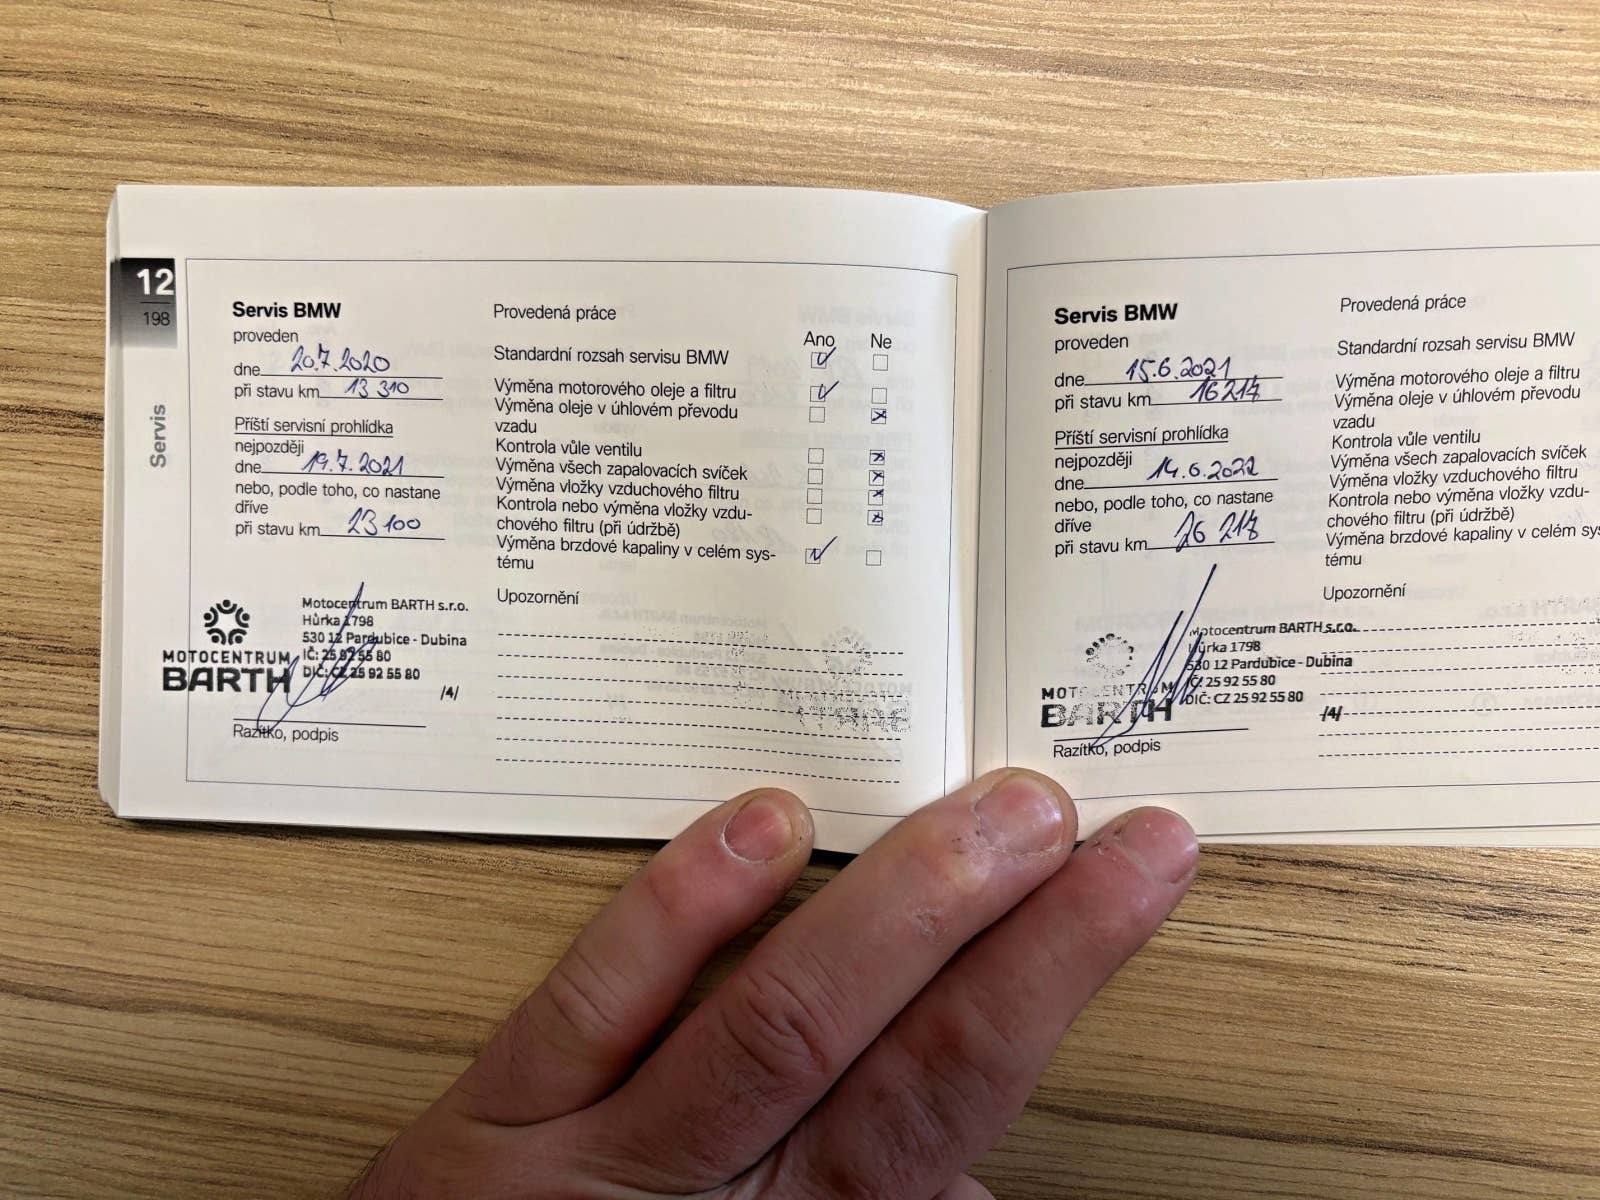 12
198
Servis
Servis BMW
proveden
dne 20.7.2020
při stavu km 13 310
Příští servisní prohlídka
nejpozději
dne 19.7.2021
nebo, podle toho, co nastane
dříve
při stavu km 23 100
MOTOCENTRUM
BARTH
Motocentrum BARTH s.r.o.
Hůrka 1798
530 12 Pardubice - Dubina
IČ: 25 92 55 80
DIČ: CZ 25 92 55 80
/4/
Razítko, podpis
Provedená práce
Ano Ne
Standardní rozsah servisu BMW
Výměna motorového oleje a filtru
Výměna oleje v úhlovém převodu
vzadu
Kontrola vůle ventilu
Výměna všech zapalovacích svíček
Výměna vložky vzduchového filtru
Kontrola nebo výměna vložky vzdu-
chového filtru (při údržbě)
Výměna brzdové kapaliny v celém sys-
tému
Upozornění
Servis BMW
proveden
dne 15.6.2021
při stavu km 16217
Příští servisní prohlídka
nejpozději
dne 14.6.2022
nebo, podle toho, co nastane
dříve
při stavu km 26 217
MOTOCENTRUM
BARTH
Motocentrum BARTH s.r.o.
Hůrka 1798
530 12 Pardubice - Dubina
IČ: 25 92 55 80
DIČ: CZ 25 92 55 80
/4/
Razítko, podpis
Provedená práce
Standardní rozsah servisu BMW
Výměna motorového oleje a filtru
Výměna oleje v úhlovém převodu
vzadu
Kontrola vůle ventilu
Výměna všech zapalovacích svíček
Výměna vložky vzduchového filtru
Kontrola nebo výměna vložky vzdu-
chového filtru (při údržbě)
Výměna brzdové kapaliny v celém sys
tému
Upozornění